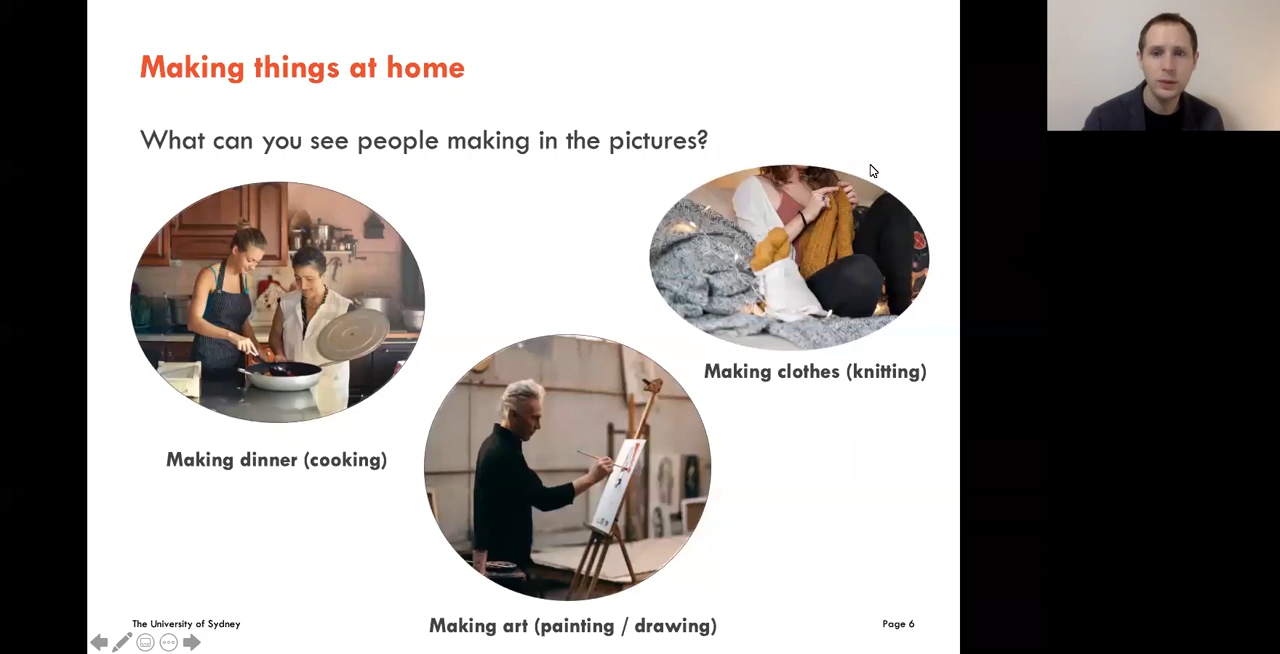 Making things at home
What can you see people making in the pictures?
Making clothes (knitting)
Making dinner (cooking)
Making art (painting / drawing)
The University of Sydney
Page 6